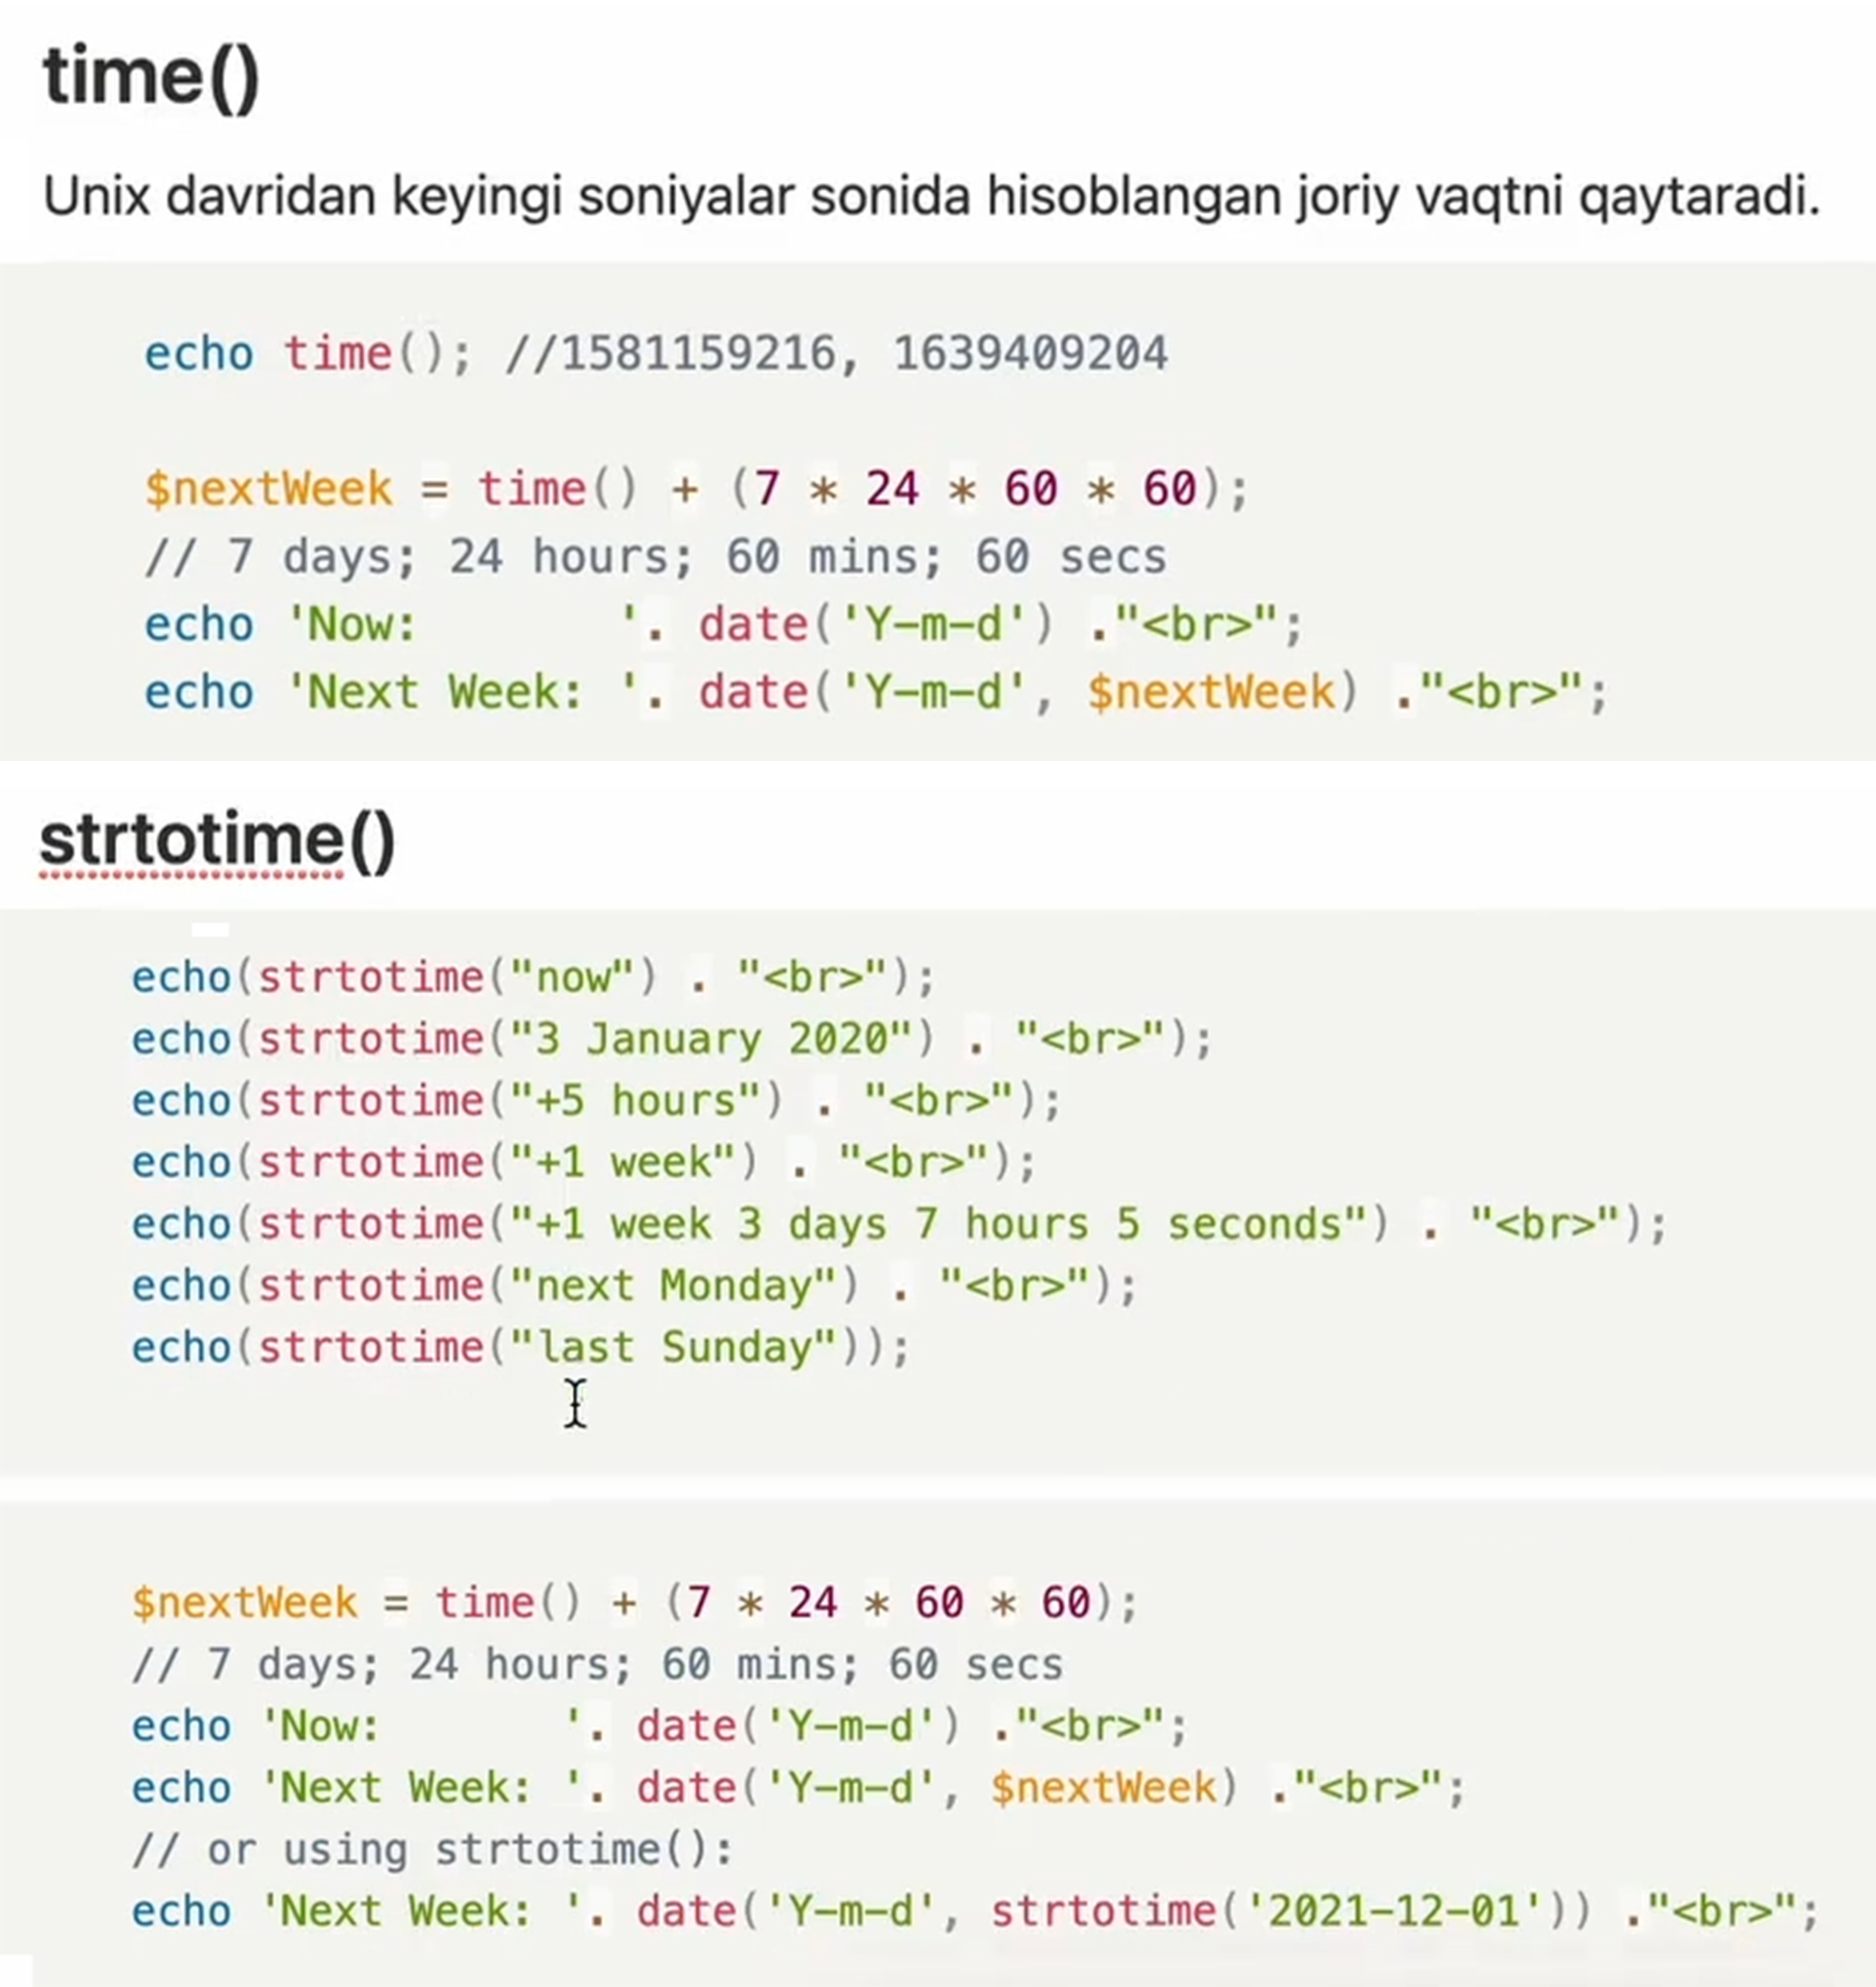 time()
Unix davridan keyingi soniyalar sonida hisoblangan joriy vaqtni qaytaradi.
echo time(); //1581159216, 1639409204
$nextWeek = time() + (7 * 24 * 60 * 60);
// 7 days; 24 hours; 60 mins; 60 secs
echo 'Now:       '. date('Y-m-d') ."<br>";
echo 'Next Week: '. date('Y-m-d', $nextWeek) ."<br>";
strtotime()
echo(strtotime("now") . "<br>");
echo(strtotime("3 January 2020") . "<br>");
echo(strtotime("+5 hours") . "<br>");
echo(strtotime("+1 week") . "<br>");
echo(strtotime("+1 week 3 days 7 hours 5 seconds") . "<br>");
echo(strtotime("next Monday") . "<br>");
echo(strtotime("last Sunday"));
$nextWeek = time() + (7 * 24 * 60 * 60);
// 7 days; 24 hours; 60 mins; 60 secs
echo 'Now:       '. date('Y-m-d') ."<br>";
echo 'Next Week: '. date('Y-m-d', $nextWeek) ."<br>";
// or using strtotime():
echo 'Next Week: '. date('Y-m-d', strtotime('2021-12-01')) ."<br>";